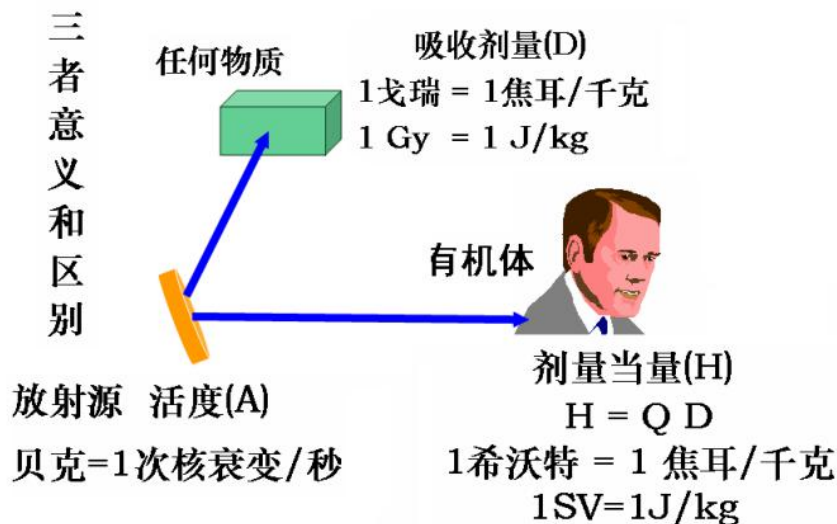 三者意义和区别
任何物质
吸收剂量(D)
1戈瑞 = 1焦耳/千克
1 Gy = 1 J/kg
有机体
放射源 活度(A)
贝克=1次核衰变/秒
剂量当量(H)
H = Q D
1希沃特 = 1 焦耳/千克
1SV=1J/kg